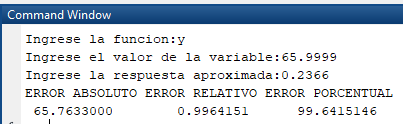 Command Window
Ingrese la funcion:y
Ingrese el valor de la variable:65.9999
Ingrese la respuesta aproximada:0.2366
ERROR ABSOLUTO ERROR RELATIVO ERROR PORCENTUAL
65.7633000 0.9964151 99.6415146